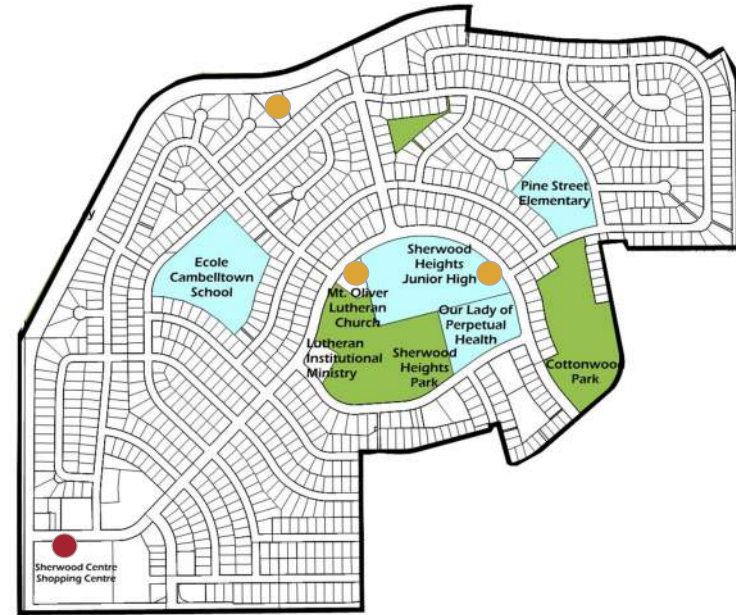 Pine Street
Elementary
Ecole
Cambelltown
School
Sherwood
Heights
Junior High
Mt. Oliver
Lutheran
Church
Our Lady of
Perpetual
Health
Lutheran
Institutional
Ministry
Sherwood
Heights
Park
Cottonwood
Park
Sherwood Centre
Shopping Centre